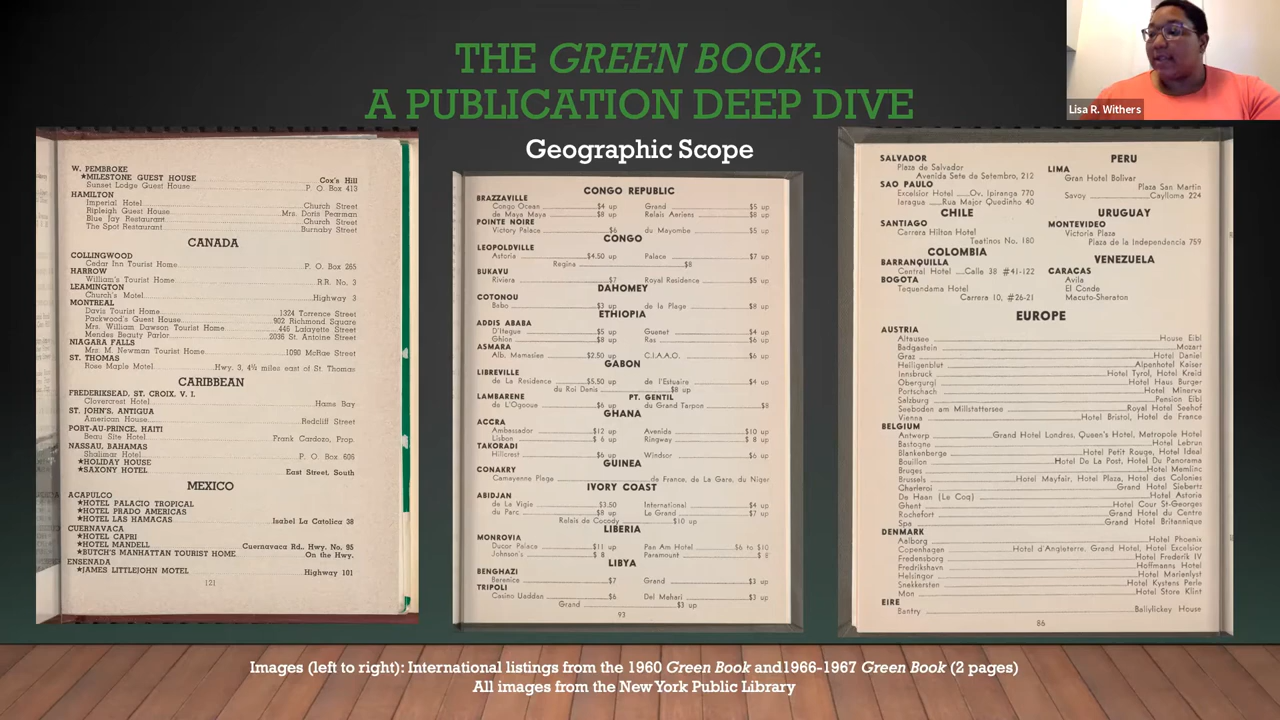 THE GREEN BOOK:
A PUBLICATION DEEP DIVE
Geographic Scope
Lisa R. Withers
W. PEMBROKE
★MILESTONE GUEST HOUSE Cox's Hill
Sunset Lodge Guest House P. O. Box 413
HAMILTON
Imperial Hotel Church Street
Ripleigh Guest House Mrs. Doris Pearman
Blue Jay Restaurant Church Street
The Spot Restaurant Burnaby Street
CANADA
COLLINGWOOD
Cedar Inn Tourist Home P. O. Box 265
HARROW
William's Tourist Home R.R. No. 3
LEAMINGTON
Church's Motel Highway 3
MONTREAL
Davis Tourist Home 1324 Torrence Street
Packwood's Guest Home 902 Richmond Square
Mrs. William Dawson Tourist Home 446 Lafayette Street
Mendes Beauty Parlor 2036 St. Antoine Street
NIAGARA FALLS
Mrs. M. Newman Tourist Home 1090 McRae Street
ST. THOMAS
Rose Maple Motel Hwy. 3, 4½ miles east of St. Thomas
CARIBBEAN
FREDERIKSEAD, ST. CROIX, V. I.
Clovercrest Hotel Hams Bay
ST. JOHN'S, ANTIGUA
American House Redcliff Street
PORT-AU-PRINCE, HAITI
Beau Site Hotel Frank Cardozo, Prop.
NASSAU, BAHAMAS
Shalimar Hotel P. O. Box 606
★HOLIDAY HOUSE
★SAXONY HOTEL East Street, South
MEXICO
ACAPULCO
★HOTEL PALACIO TROPICAL
★HOTEL PRADO AMERICAS
★HOTEL LAS HAMACAS Isabel La Catolica 38
CUERNAVACA
★HOTEL CAPRI
★HOTEL MANDELL Cuernavaca Rd., Hwy. No. 95
★BUTCH'S MANHATTAN TOURIST HOME On the Hwy.
ENSENADA
★JAMES LITTLEJOHN MOTEL Highway 101
121
CONGO REPUBLIC
BRAZZAVILLE
Congo Ocean $4 up Grand $5 up
de Maya Maya $8 up Relais Aeriens $8 up
POINTE NOIRE
Victory Palace $6 du Mayombe $5 up
CONGO
LEOPOLDVILLE
Astoria $4.50 up Palace $7 up
Regina $8
BUKAVU
Riviera $7 Royal Residence $5 up
DAHOMEY
COTONOU
Babo $3 up de la Plage $8 up
ETHIOPIA
ADDIS ABABA
D'Itegue $5 up Guenet $4 up
Ghion $8 up Ras $6 up
ASMARA
Alb. Mamasien $2.50 up C.I.A.A.O. $6 up
GABON
LIBREVILLE
de La Residence $5.50 up de l'Estuaire $4 up
du Roi Denis $8 up
LAMBARENE PT. GENTIL
de L'Ogooue $6 up du Grand Tarpon $8
GHANA
ACCRA
Ambassador $12 up Avenida $10 up
Lisbon $ 6 up Ringway $ 8 up
TAKORADI
Hillcrest $6 up Windsor $6 up
GUINEA
CONAKRY
Camayenne Plage de France, de La Gare, du Niger
IVORY COAST
ABIDJAN
de La Vigie $3.50 International $4 up
du Parc $8 up Le Grand $7 up
Relais de Cocody $10 up
LIBERIA
MONROVIA
Ducor Palace $11 up Pan Am Hotel $6 to $10
Johnson's $ 8 Paramount $ 8
LIBYA
BENGHAZI
Berenice $7 Grand $3 up
TRIPOLI
Casino Uaddan $6 Del Mehari $3 up
Grand $3 up
93
SALVADOR
Plaza de Salvador
Avenida Sete de Setembro, 212
SAO PAULO
Excelsior Hotel Ov. Ipiranga 770
Jaragua Rua Major Quedinho 40
CHILE
SANTIAGO
Carrera Hilton Hotel
Teatinos No. 180
COLOMBIA
BARRANQUILLA
Central Hotel Calle 38 #41-122
BOGOTA
Tequendama Hotel
Carrera 10, #26-21
PERU
LIMA
Gran Hotel Bolivar
Plaza San Martin
Savoy Caylloma 224
URUGUAY
MONTEVIDEO
Victoria Plaza
Plaza de la Independencia 759
VENEZUELA
CARACAS
Avila
El Conde
Macuto-Sheraton
EUROPE
AUSTRIA
Altausee House Eibl
Badgastein Mozart
Graz Hotel Daniel
Heiligenblut Alpenhotel Kaiser
Innsbruck Hotel Tyrol, Hotel Kreid
Obergurgl Hotel Haus Burger
Portschach Hotel Minerva
Salzburg Pension Eibl
Seeboden am Millstattersee Royal Hotel Seehof
Vienna Hotel Bristol, Hotel de France
BELGIUM
Antwerp Grand Hotel Londres, Queen's Hotel, Metropole Hotel
Bastogne Hotel Lebrun
Blankenberge Hotel Petit Rouge, Hotel Ideal
Bouillon Hotel De La Post, Hotel Du Panorama
Bruges Hotel Memlinc
Brussels Hotel Mayfair, Hotel Plaza, Hotel des Colonies
Charleroi Grand Hotel Siebertz
De Haan (Le Coq) Hotel Astoria
Ghent Hotel Cour St-Georges
Rochefort Grand Hotel du Centre
Spa Grand Hotel Britannique
DENMARK
Aalborg Hotel Phoenix
Copenhagen Hotel d'Angleterre, Grand Hotel, Hotel Excelsior
Fredensborg Hotel Frederik IV
Fredrikshavn Hoffmanns Hotel
Helsingor Hotel Marienlyst
Snekkersten Hotel Kystens Perle
Mon Hotel Store Klint
EIRE
Bantry Ballylickey House
86
Images (left to right): International listings from the 1960 Green Book and1966-1967 Green Book (2 pages)
All images from the New York Public Library